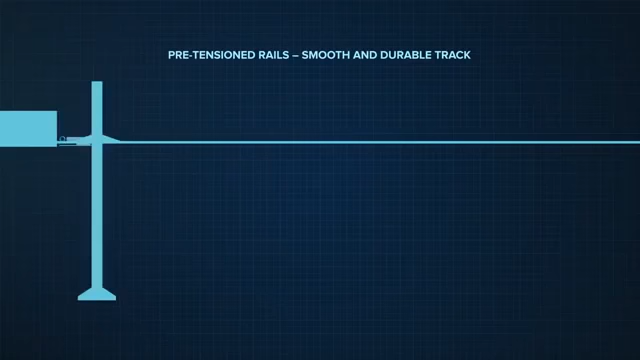 PRE-TENSIONED RAILS – SMOOTH AND DURABLE TRACK